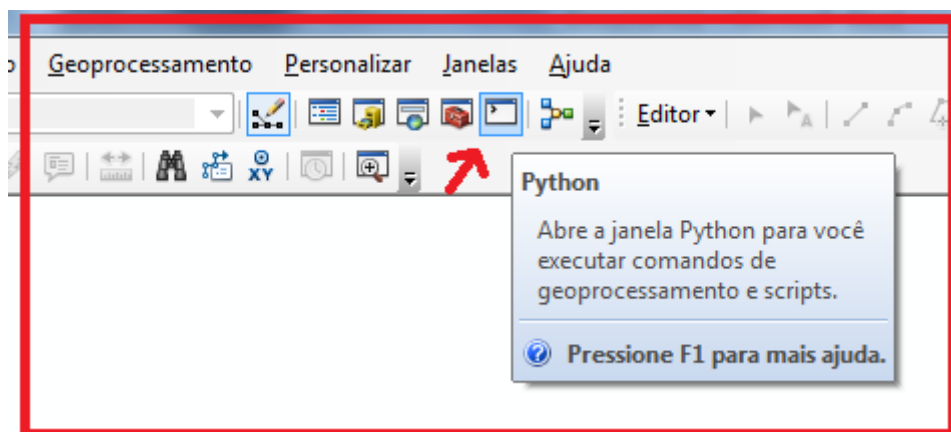 Geoprocessamento Personalizar Janelas Ajuda
Editor
XY
Python
Abre a janela Python para você
executar comandos de
geoprocessamento e scripts.
Pressione F1 para mais ajuda.